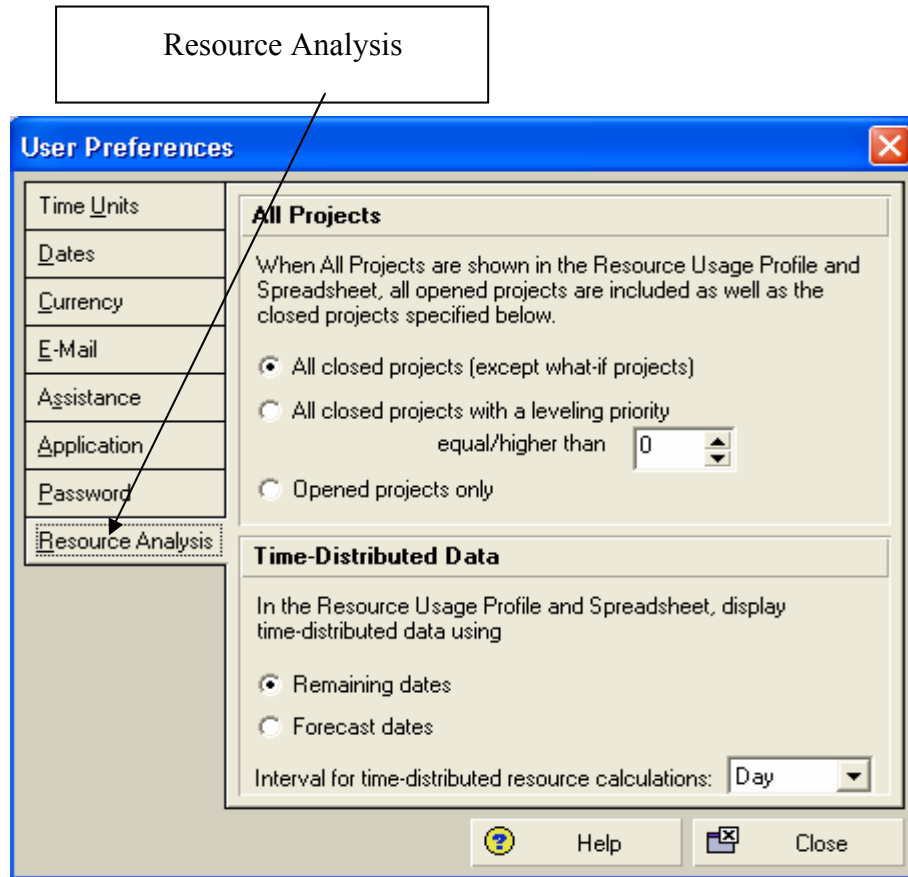 Resource Analysis
User Preferences
Time Units
Dates
Currency
E-Mail
Assistance
Application
Password
Resource Analysis
All Projects
When All Projects are shown in the Resource Usage Profile and
Spreadsheet, all opened projects are included as well as the
closed projects specified below.
All closed projects (except what-if projects)
All closed projects with a leveling priority
equal/higher than 0
Opened projects only
Time-Distributed Data
In the Resource Usage Profile and Spreadsheet, display
time-distributed data using
Remaining dates
Forecast dates
Interval for time-distributed resource calculations: Day
Help Close